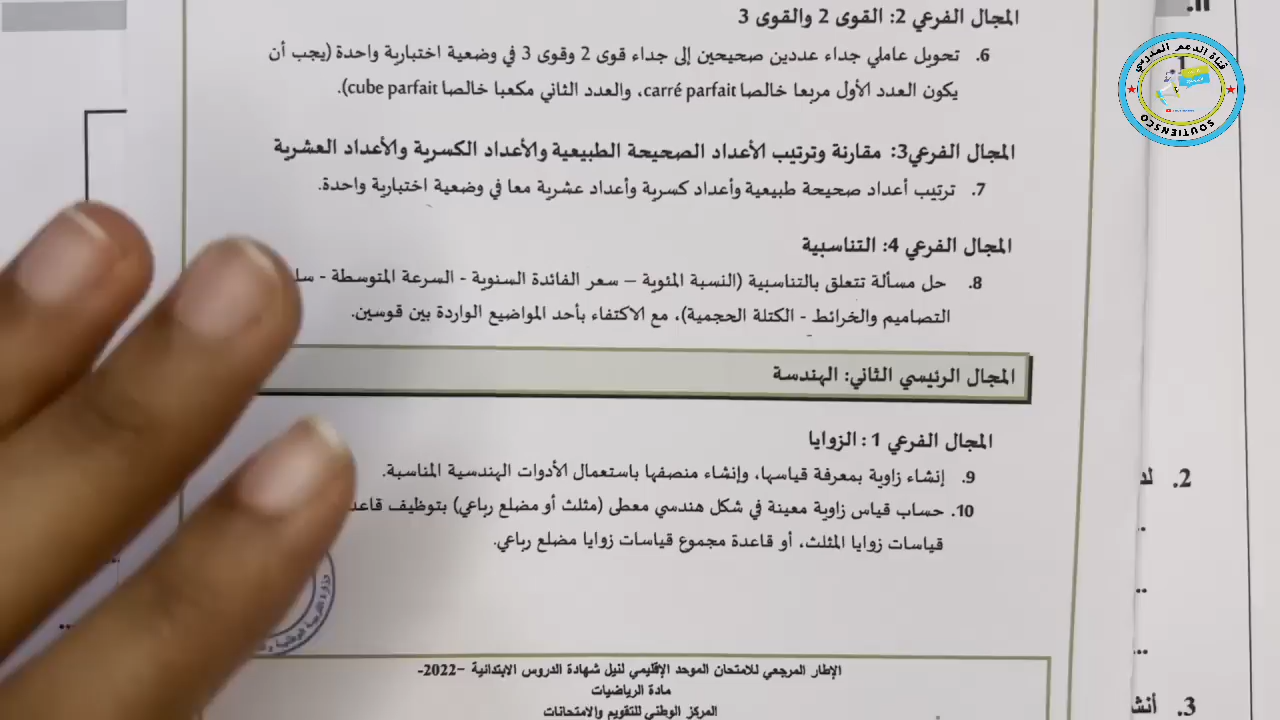 المجال الفرعي 2: القوى 2 والقوى 3
6. تحويل عاملي جداء عددين صحيحين إلى جداء قوى 2 وقوى 3 في وضعية اختبارية واحدة (يجب أن
يكون العدد الأول مربعا خالصا carré parfait، والعدد الثاني مكعبا خالصا cube parfait).
المجال الفرعي3: مقارنة وترتيب الأعداد الصحيحة الطبيعية والأعداد الكسرية والأعداد العشرية
7. ترتيب أعداد صحيحة طبيعية وأعداد كسرية وأعداد عشرية معا في وضعية اختبارية واحدة.
المجال الفرعي 4: التناسبية
8. حل مسألة تتعلق بالتناسبية (النسبة المئوية – سعر الفائدة السنوية - السرعة المتوسطة -
التصاميم والخرائط - الكتلة الحجمية)، مع الاكتفاء بأحد المواضيع الواردة بين قوسين.
المجال الرئيسي الثاني: الهندسة
المجال الفرعي 1 : الزوايا
9. إنشاء زاوية بمعرفة قياسها، وإنشاء منصفها باستعمال الأدوات الهندسية المناسبة.
10. حساب قياس زاوية معينة في شكل هندسي معطى (مثلث أو مضلع رباعي) بتوظيف
قياسات زوايا المثلث، أو قاعدة مجموع قياسات زوايا مضلع رباعي.
الإطار المرجعي للامتحان الموحد الإقليمي لنيل شهادة الدروس الابتدائية –2022-
مادة الرياضيات
المركز الوطني للتقويم والامتحانات
قناة الدعم المدرسي
SOUTIENSCO
2.
3.